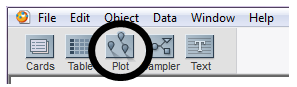 File Edit Object Data Window Help
Cards Table Plot ampler Text